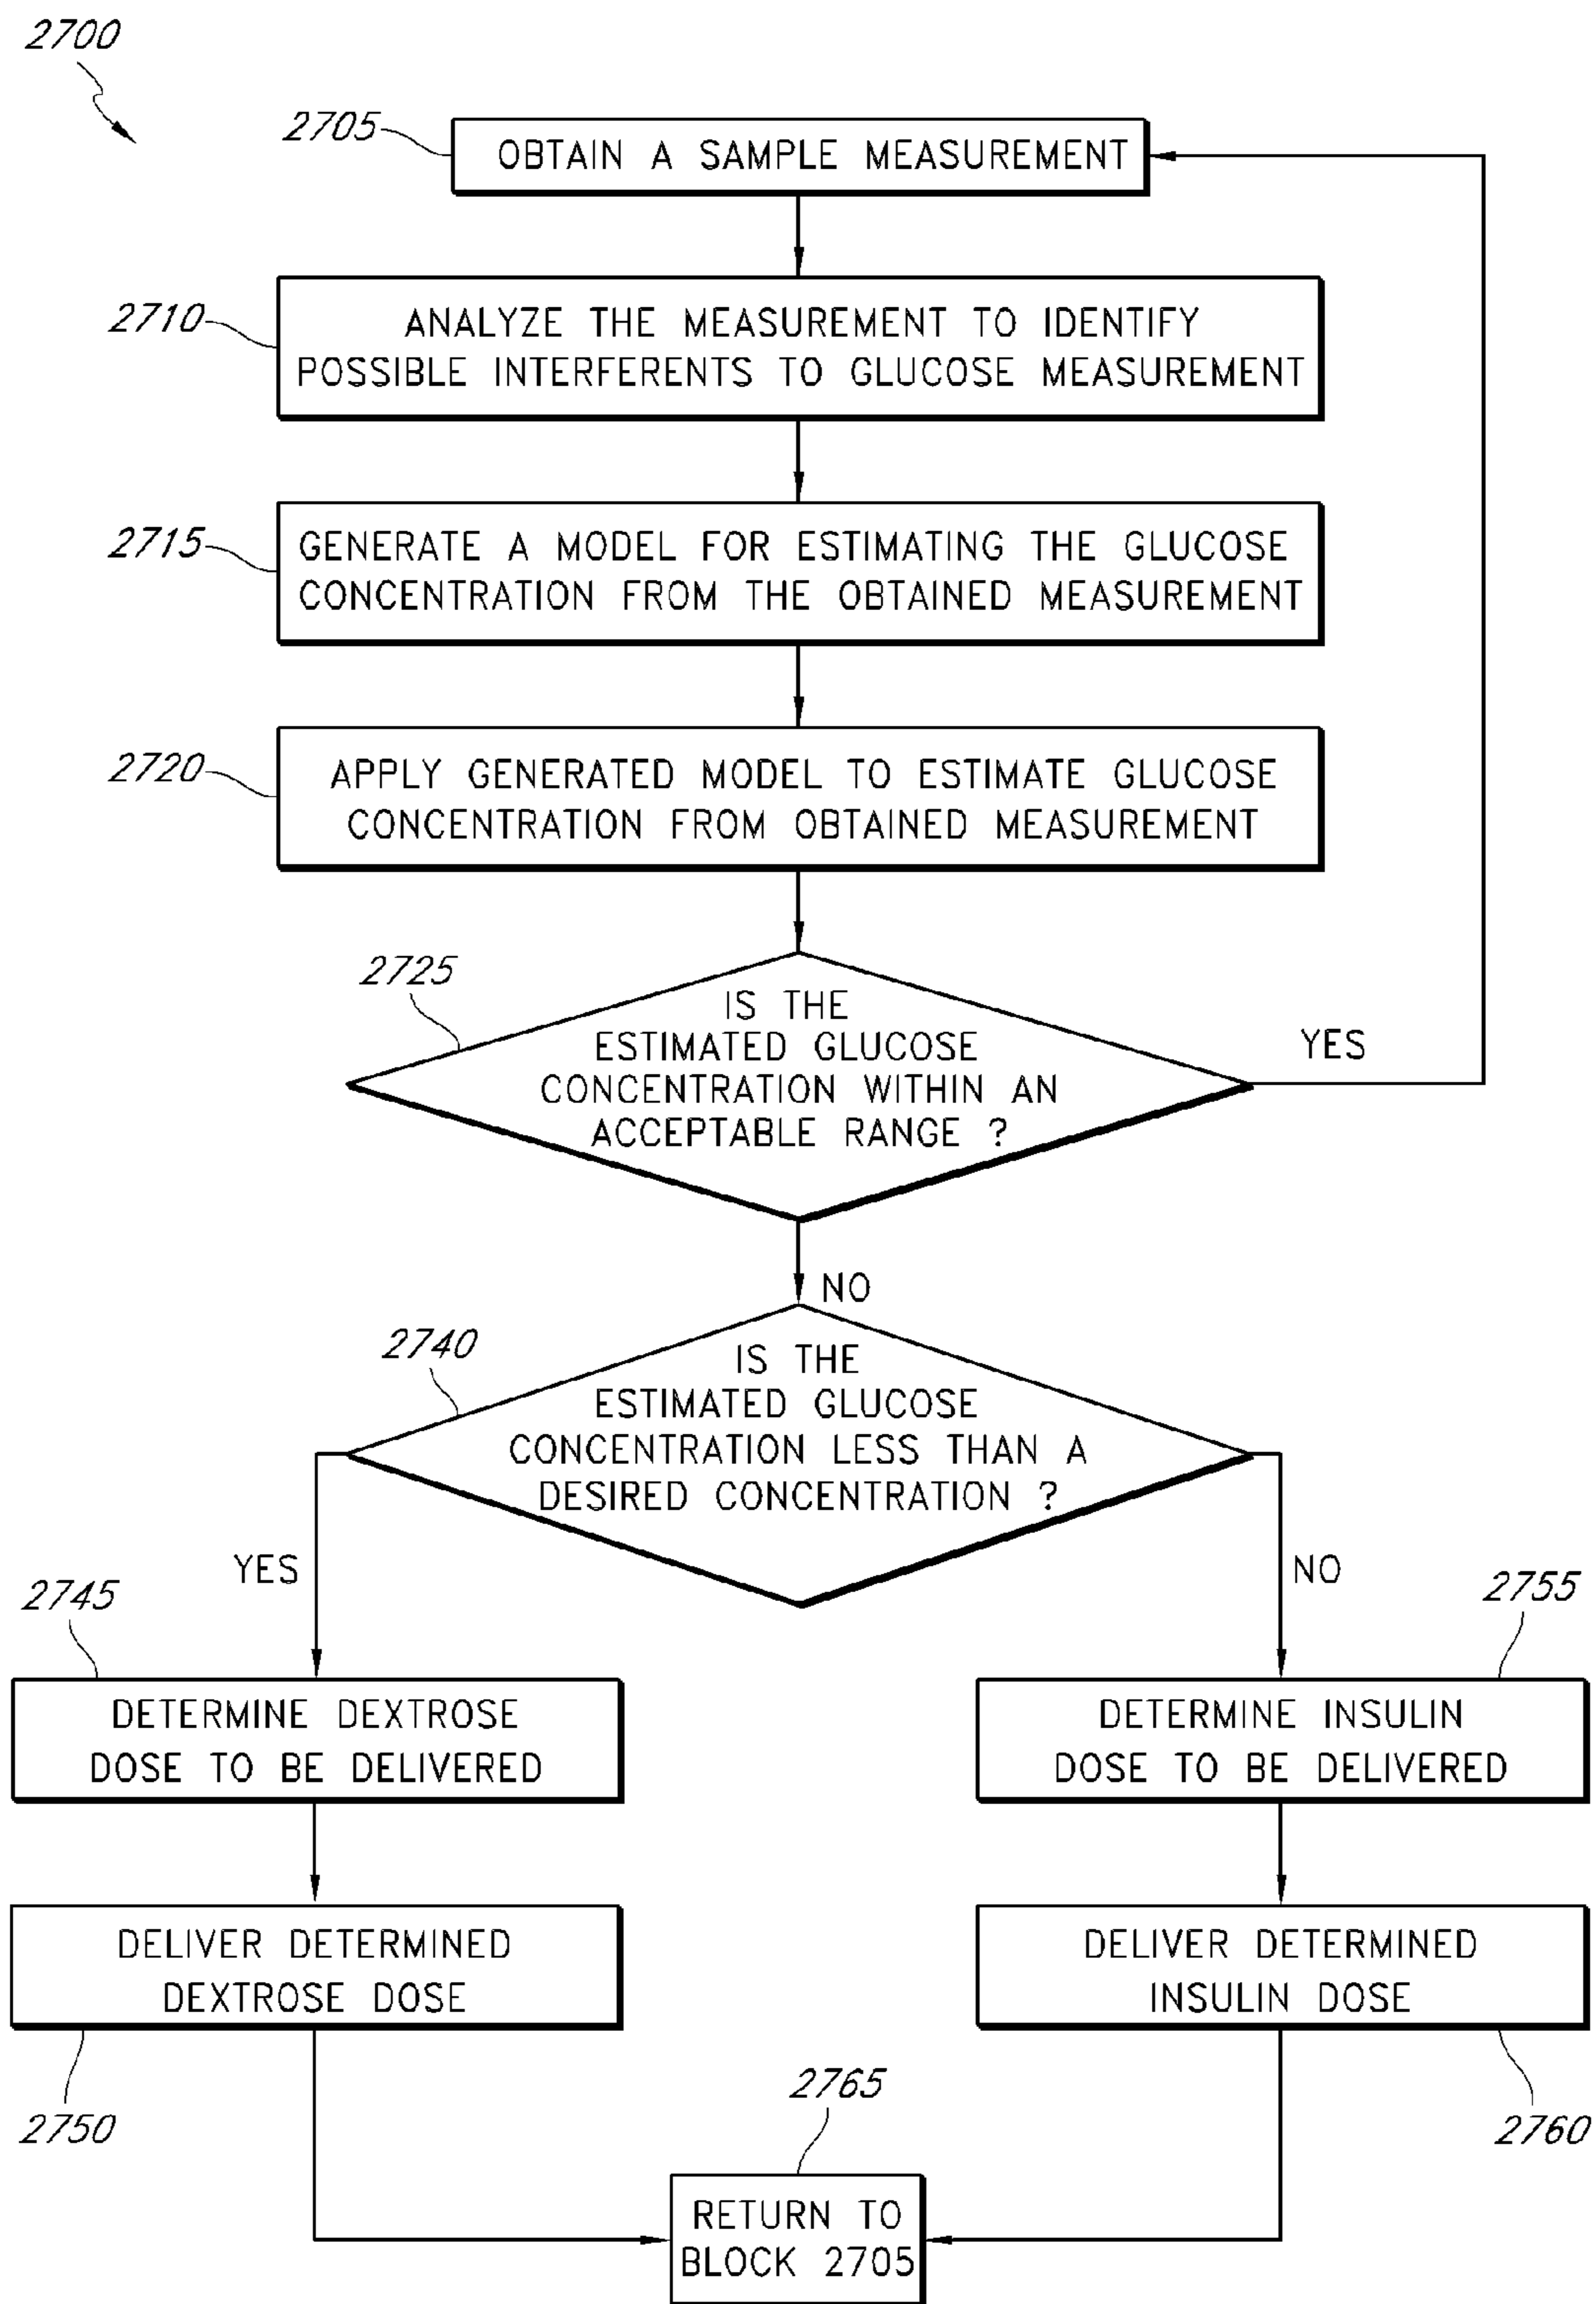 2700
2705
OBTAIN A SAMPLE MEASUREMENT
2710
ANALYZE THE MEASUREMENT TO IDENTIFY
POSSIBLE INTERFERENTS TO GLUCOSE MEASUREMENT
2715
GENERATE A MODEL FOR ESTIMATING THE GLUCOSE
CONCENTRATION FROM THE OBTAINED MEASUREMENT
2720
APPLY GENERATED MODEL TO ESTIMATE GLUCOSE
CONCENTRATION FROM OBTAINED MEASUREMENT
2725
IS THE
ESTIMATED GLUCOSE
CONCENTRATION WITHIN AN
ACCEPTABLE RANGE ?
YES
NO
2740
IS THE
ESTIMATED GLUCOSE
CONCENTRATION LESS THAN A
DESIRED CONCENTRATION ?
YES
NO
2745
DETERMINE DEXTROSE
DOSE TO BE DELIVERED
2755
DETERMINE INSULIN
DOSE TO BE DELIVERED
DELIVER DETERMINED
DEXTROSE DOSE
2750
DELIVER DETERMINED
INSULIN DOSE
2760
2765
RETURN TO
BLOCK 2705